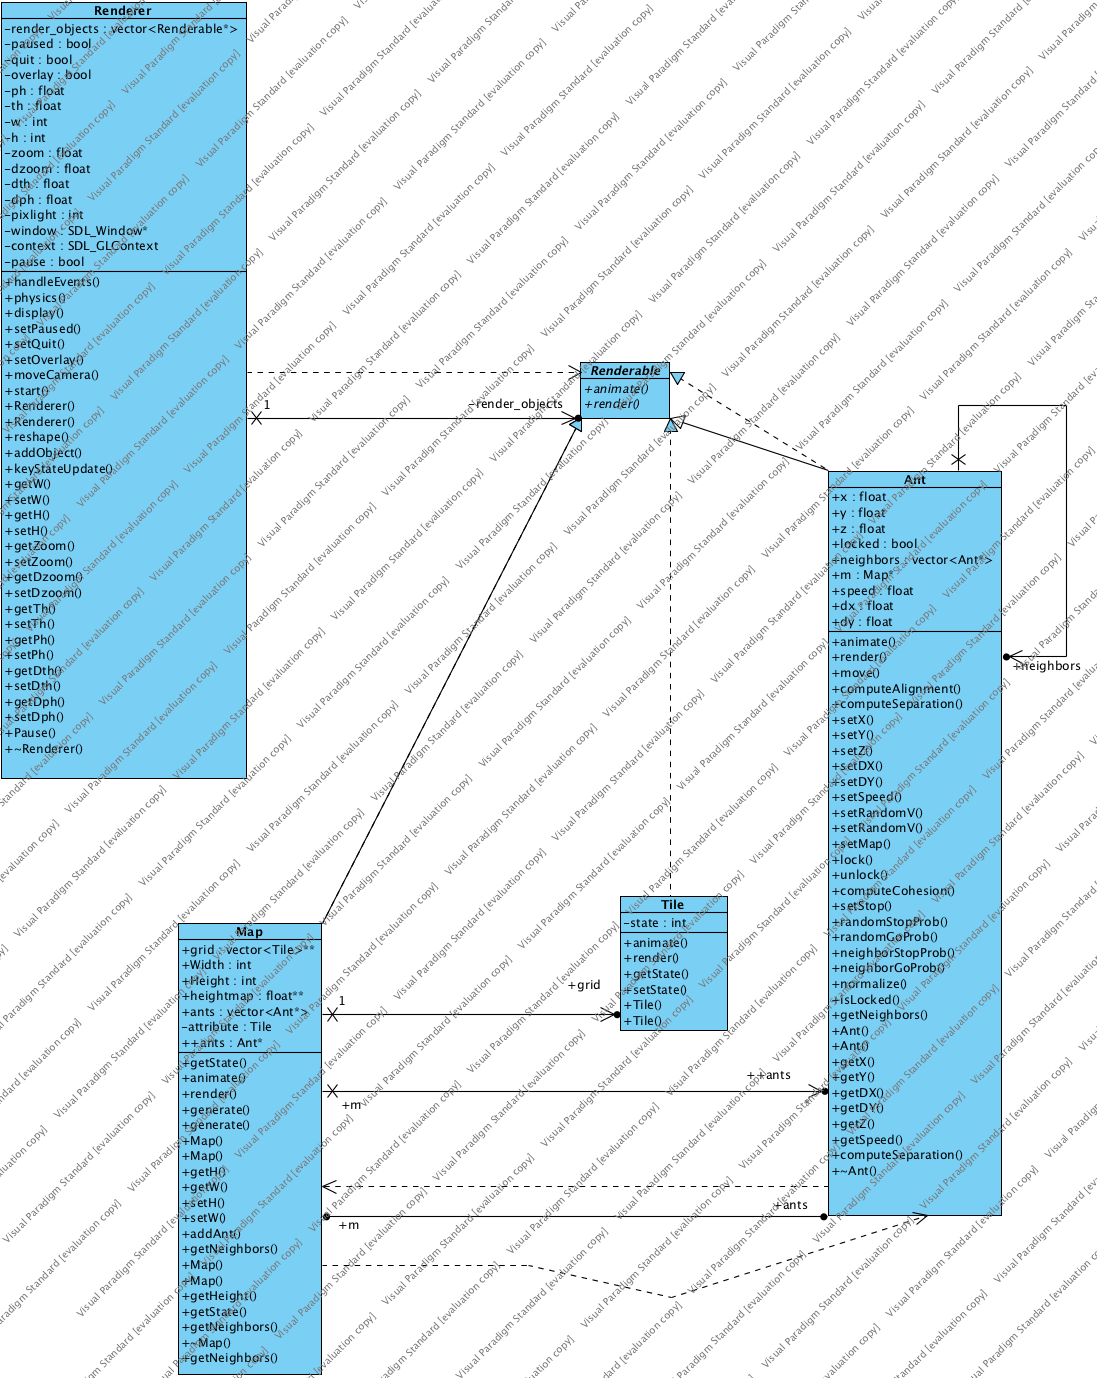 Renderer
-render_objects : vector<Renderable*>
-paused : bool
-quit : bool
-overlay : bool
-ph : float
-th : float
-w : int
-h : int
-zoom : float
-dzoom : float
-dth : float
-dph : float
-pixlight : int
-window : SDL_Window*
-context : SDL_GLContext
-pause : bool
+handleEvents()
+physics()
+display()
+setPaused()
+setQuit()
+setOverlay()
+moveCamera()
+start()
+Renderer()
+Renderer()
+reshape()
+addObject()
+keyStateUpdate()
+getW()
+setW()
+getH()
+setH()
+getZoom()
+setZoom()
+getDzoom()
+setDzoom()
+getTh()
+setTh()
+getPh()
+setPh()
+getDth()
+setDth()
+getDph()
+setDph()
+Pause()
+~Renderer()
1
-render_objects
Renderable
+animate()
+render()
Ant
+x : float
+y : float
+z : float
+locked : bool
+neighbors : vector<Ant*>
+m : Map*
+speed : float
+dx : float
+dy : float
+animate()
+render()
+move()
+computeAlignment()
+computeSeparation()
+setX()
+setY()
+setZ()
+setDX()
+setDY()
+setSpeed()
+setRandomV()
+setRandomV()
+setMap()
+lock()
+unlock()
+computeCohesion()
+setStop()
+randomStopProb()
+randomGoProb()
+neighborStopProb()
+neighborGoProb()
+normalize()
+isLocked()
+getNeighbors()
+Ant()
+Ant()
+getX()
+getY()
+getDX()
+getDY()
+getZ()
+getSpeed()
+computeSeparation()
+~Ant()
+neighbors
Tile
-state : int
+animate()
+render()
+getState()
+setState()
+Tile()
+Tile()
Map
+grid : vector<Tile>**
+Width : int
+Height : int
+heightmap : float**
+ants : vector<Ant*>
-attribute : Tile
++ants : Ant*
+getState()
+animate()
+render()
+generate()
+generate()
+Map()
+Map()
+getH()
+getW()
+setH()
+setW()
+addAnt()
+getNeighbors()
+Map()
+Map()
+getHeight()
+getState()
+getNeighbors()
+~Map()
+getNeighbors()
1
+grid
++ants
+m
+ants
+m
Visual Paradigm Standard [evaluation copy]